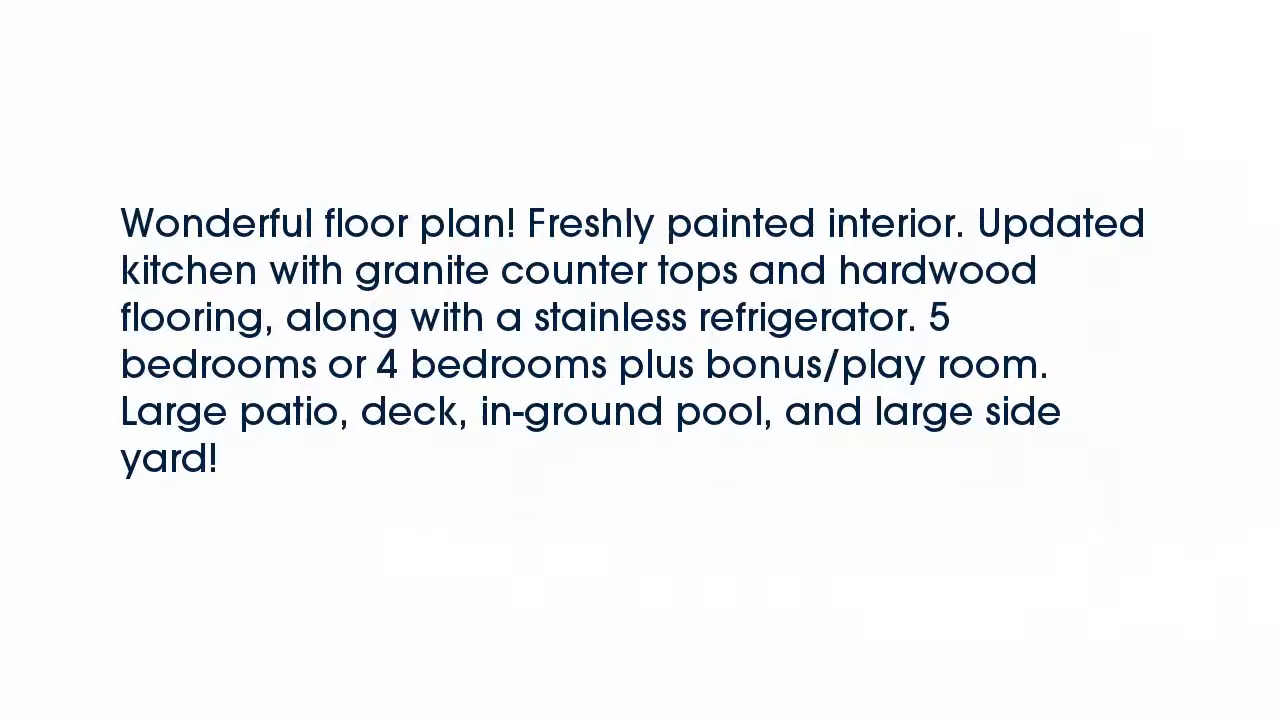 Wonderful floor plan! Freshly painted interior. Updated
kitchen with granite counter tops and hardwood
flooring, along with a stainless refrigerator. 5
bedrooms or 4 bedrooms plus bonus/play room.
Large patio, deck, in-ground pool, and large side
yard!